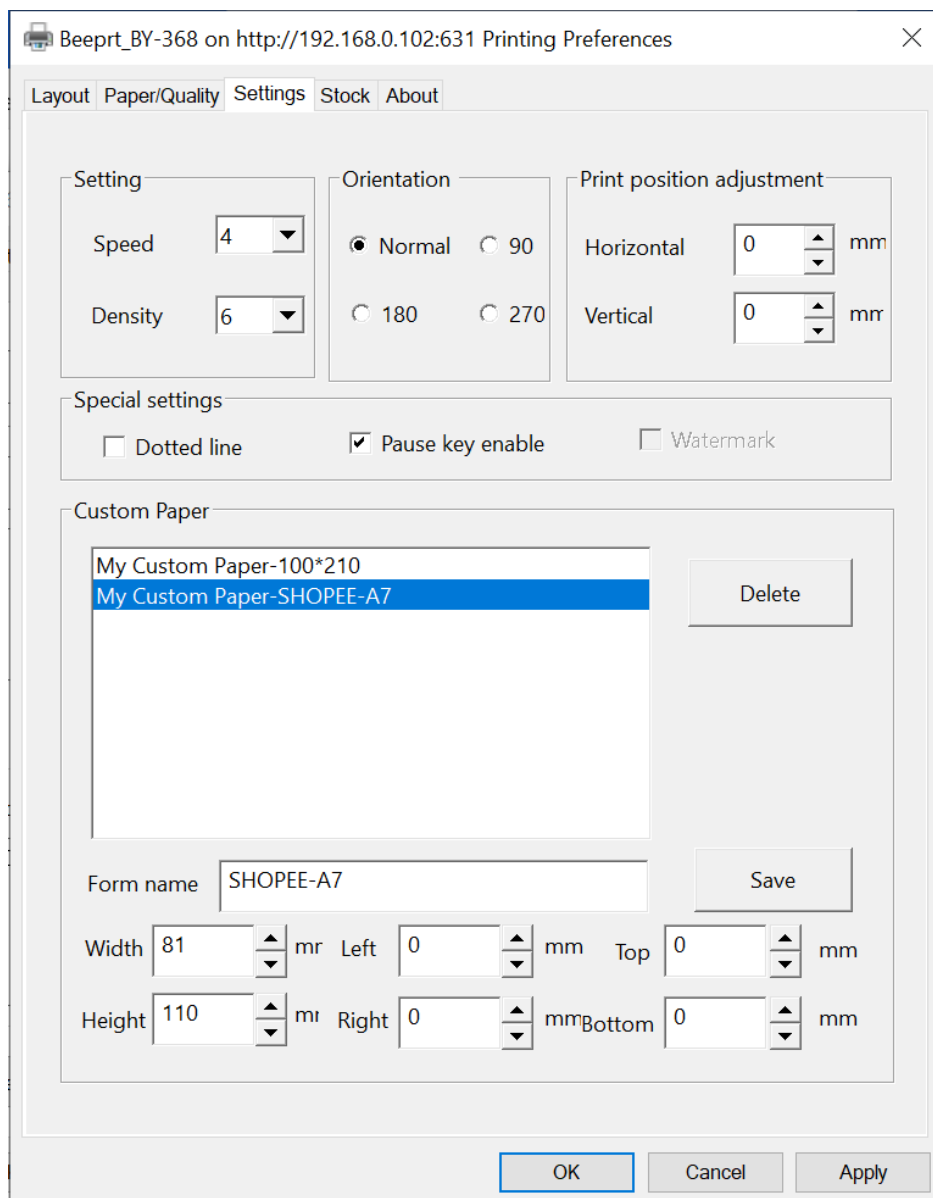 Beeprt_BY-368 on http://192.168.0.102:631 Printing Preferences
Layout Paper/Quality Settings Stock About
Setting
Speed 4
Density 6
Orientation
Normal 90
180 270
Print position adjustment
Horizontal 0 mm
Vertical 0 mm
Special settings
Dotted line Pause key enable Watermark
Custom Paper
My Custom Paper-100*210
My Custom Paper-SHOPEE-A7
Delete
Form name SHOPEE-A7 Save
Width 81 mr Left 0 mm Top 0 mm
Height 110 mr Right 0 mm Bottom 0 mm
OK Cancel Apply